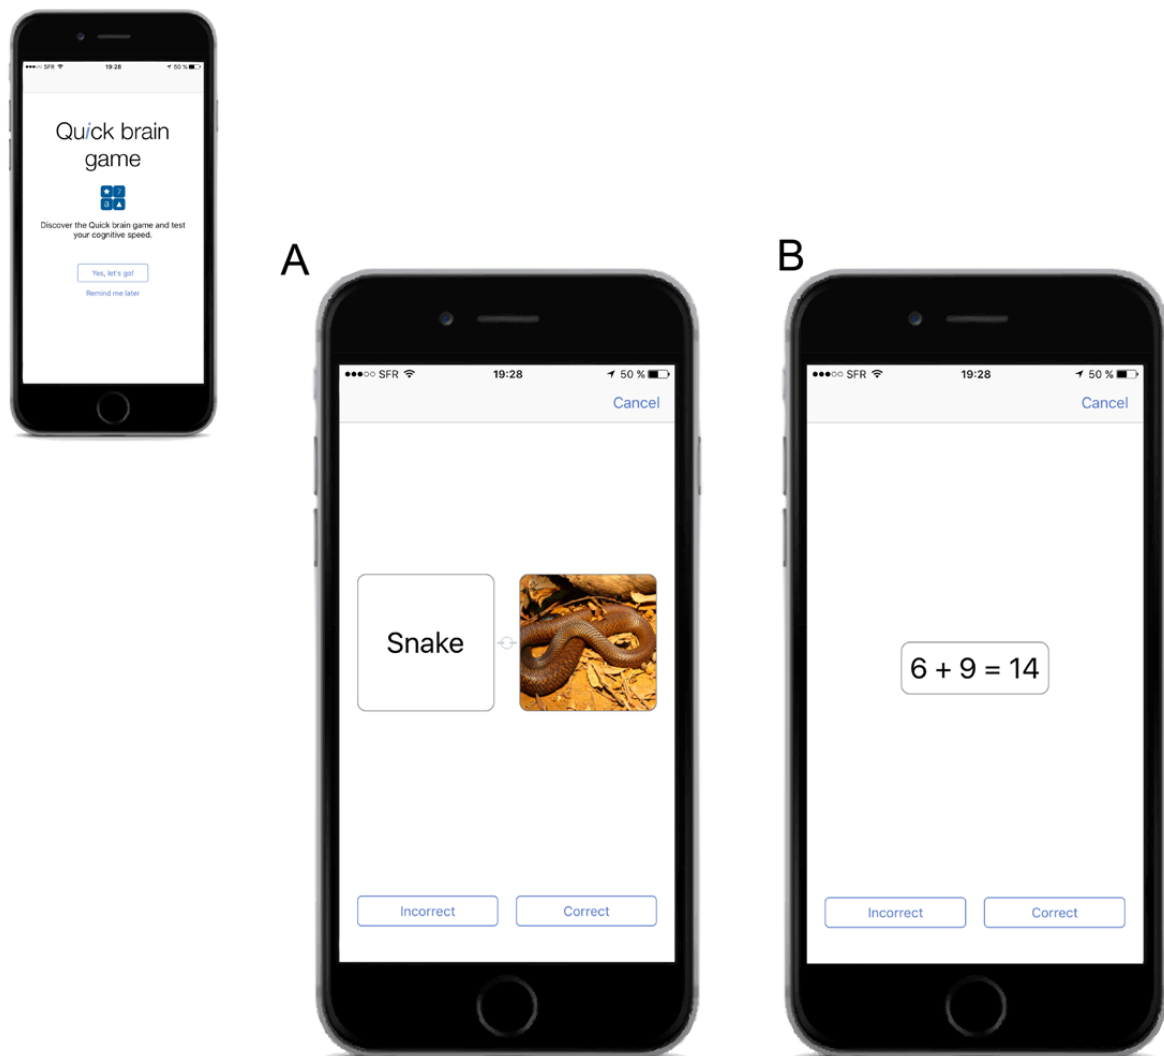 SFR 19:28 50 %
Quick brain
game
7
a
Discover the Quick brain game and test
your cognitive speed.
Yes, let's go!
Remind me later
A
SFR 19:28 50 %
Cancel
Snake
Incorrect Correct
B
SFR 19:28 50 %
Cancel
6 + 9 = 14
Incorrect Correct